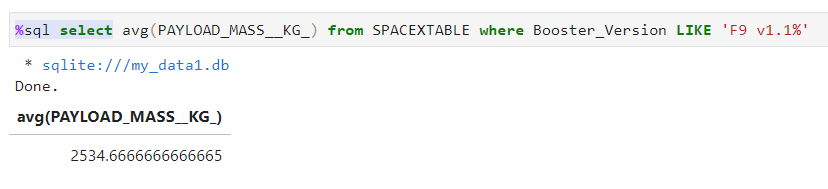 %sql select avg(PAYLOAD_MASS__KG_) from SPACEXTABLE where Booster_Version LIKE 'F9 v1.1%'
* sqlite:///my_data1.db
Done.
avg(PAYLOAD_MASS__KG_)
2534.6666666666665